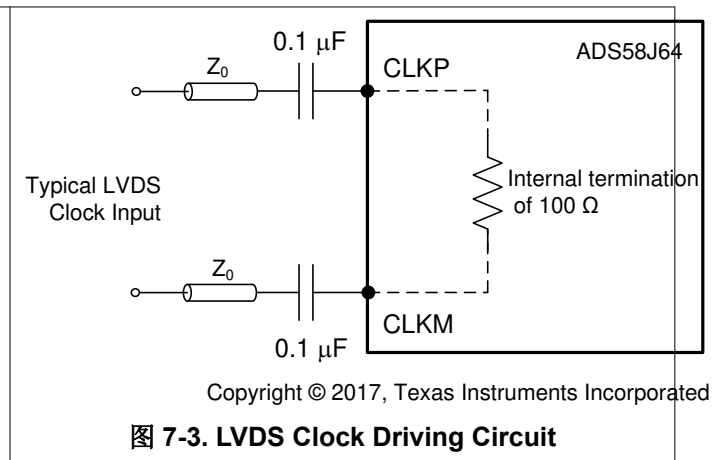 0.1 μF
ADS58J64
Z0
CLKP
Typical LVDS
Clock Input
Internal termination
of 100 Ω
Z0
CLKM
0.1 μF
Copyright © 2017, Texas Instruments Incorporated
图 7-3. LVDS Clock Driving Circuit